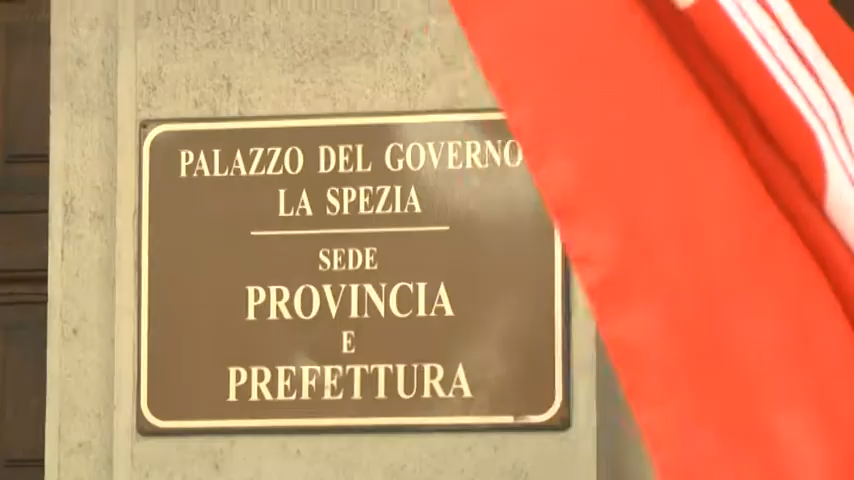 PALAZZO DEL GOVERNO
LA SPEZIA
SEDE
PROVINCIA
E
PREFETTURA